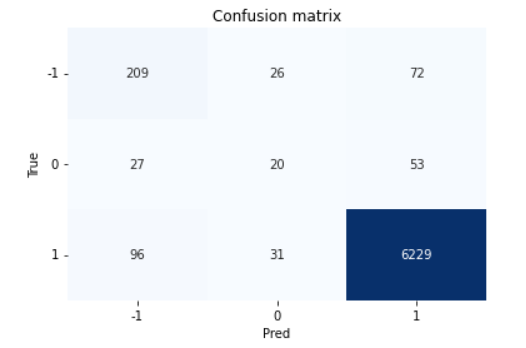 Confusion matrix
-1 209 26 72
True
0 27 20 53
1 96 31 6229
-1 0 1
Pred